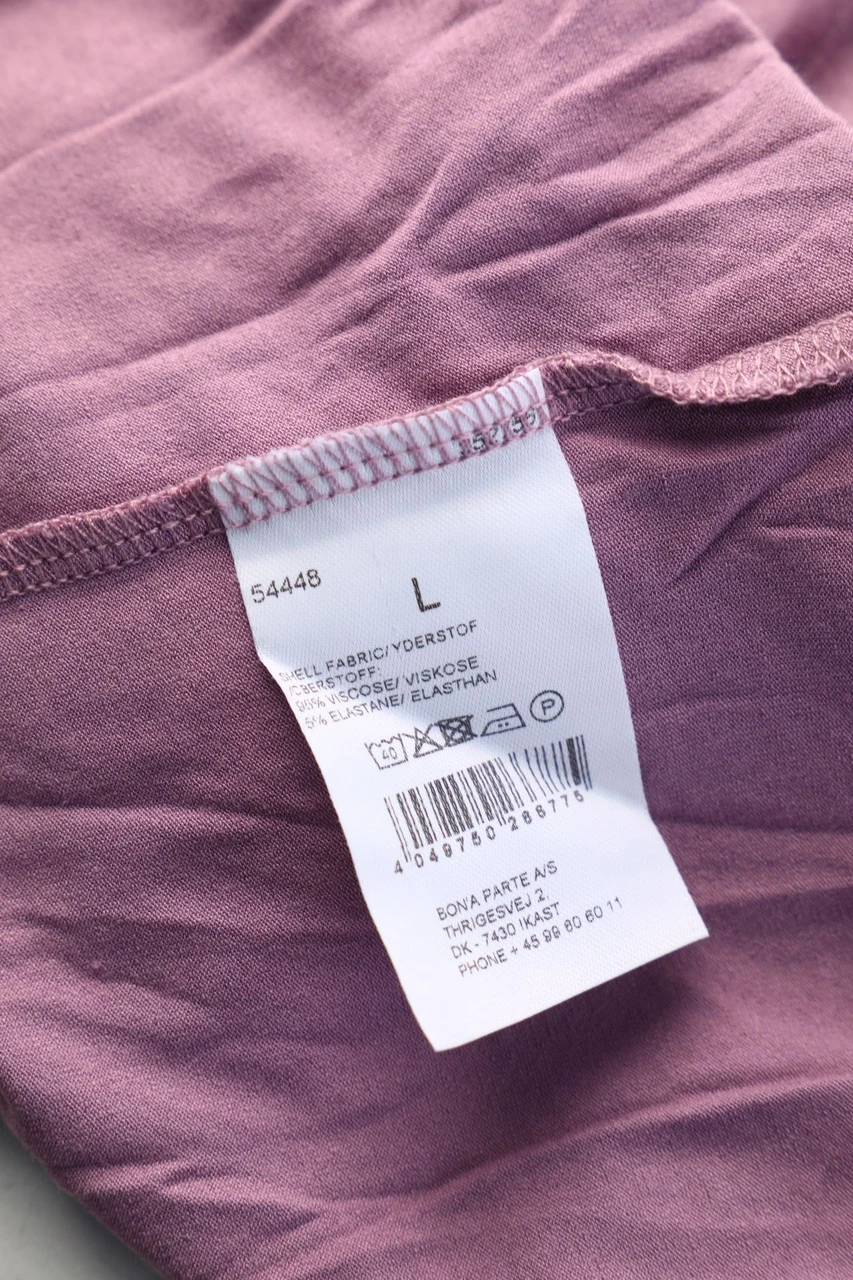 54448
L
SHELL FABRIC/ YDERSTOF
/OBERSTOFF:
95% VISCOSE/ VISKOSE
5% ELASTANE/ ELASTHAN
40
P
4 049750 286775
BON'A PARTE A/S
THRIGESVEJ 2,
DK - 7430 IKAST
PHONE + 45 99 60 60 11